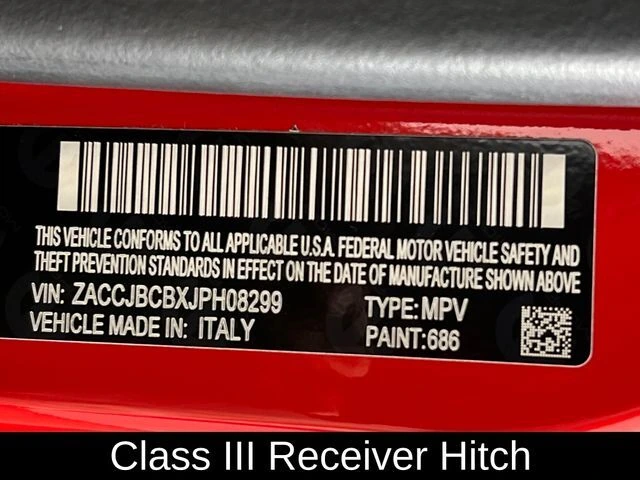 THIS VEHICLE CONFORMS TO ALL APPLICABLE U.S.A. FEDERAL MOTOR VEHICLE SAFETY AND
THEFT PREVENTION STANDARDS IN EFFECT ON THE DATE OF MANUFACTURE SHOWN ABOVE
VIN: ZACCJBCBXJPH08299 TYPE:MPV
VEHICLE MADE IN: ITALY PAINT:686
Class III Receiver Hitch